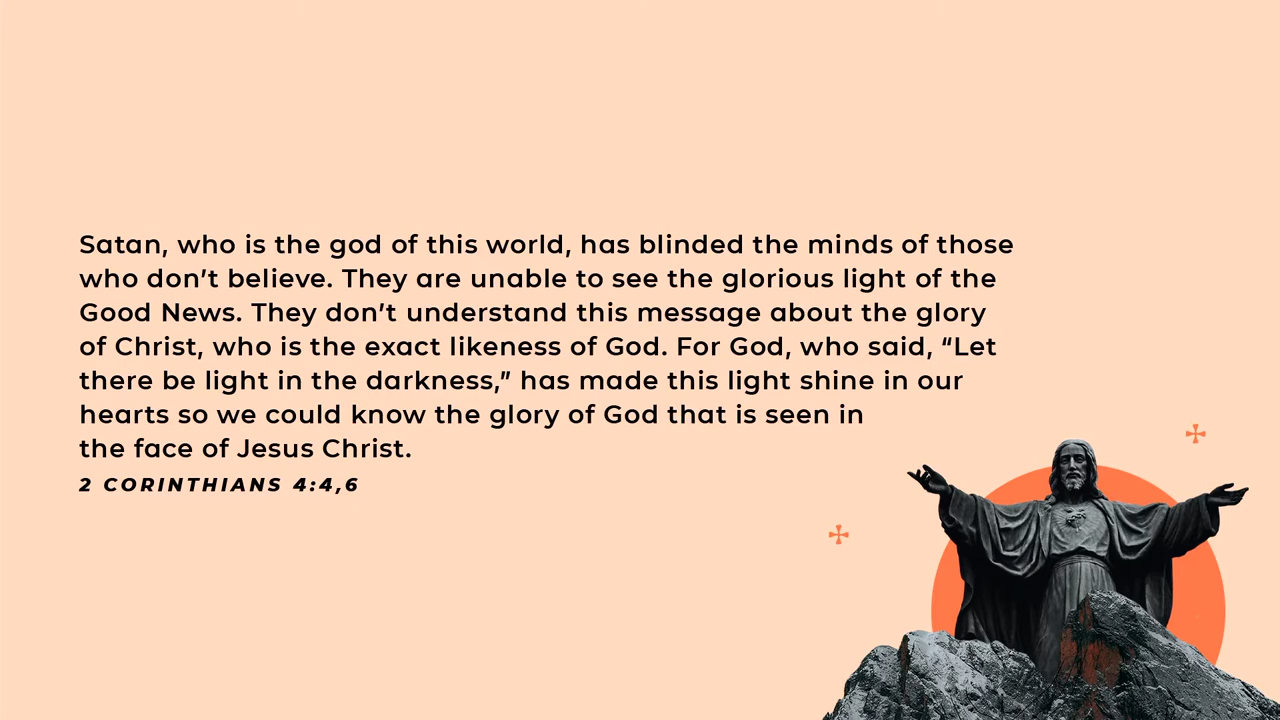 Satan, who is the god of this world, has blinded the minds of those
who don’t believe. They are unable to see the glorious light of the
Good News. They don’t understand this message about the glory
of Christ, who is the exact likeness of God. For God, who said, “Let
there be light in the darkness,” has made this light shine in our
hearts so we could know the glory of God that is seen in
the face of Jesus Christ.
2 CORINTHIANS 4:4,6